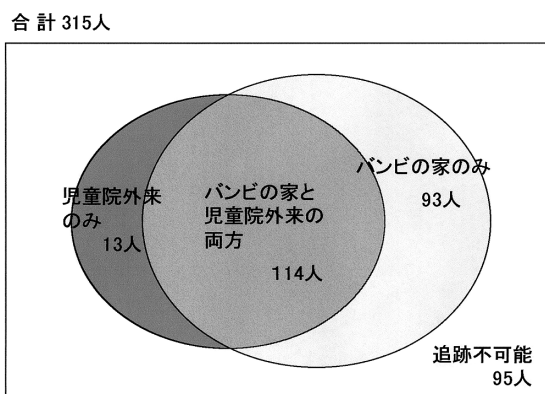 合 計 315人
児童院外来
のみ
13人
バンビの家と
児童院外来の
両方
114人
バンビの家のみ
93人
追跡不可能
95人